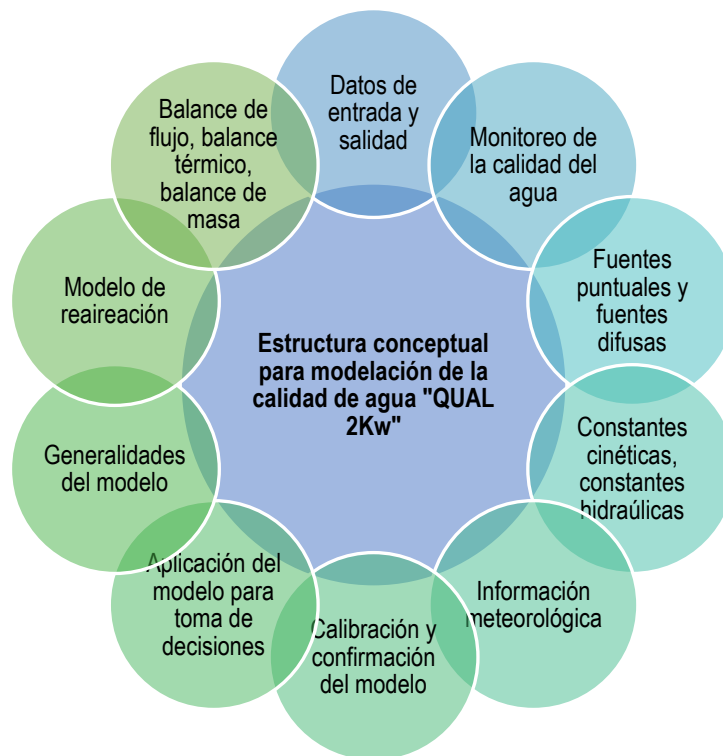 Datos de
entrada y
salidad
Monitoreo de
la calidad del
agua
Fuentes
puntuales y
fuentes
difusas
Constantes
cinéticas,
constantes
hidraúlicas
Información
meteorológica
Calibración y
confirmación
del modelo
Aplicación del
modelo para
toma de
decisiones
Generalidades
del modelo
Modelo de
reaireación
Balance de
flujo, balance
térmico,
balance de
masa
Estructura conceptual
para modelación de la
calidad de agua "QUAL
2Kw"